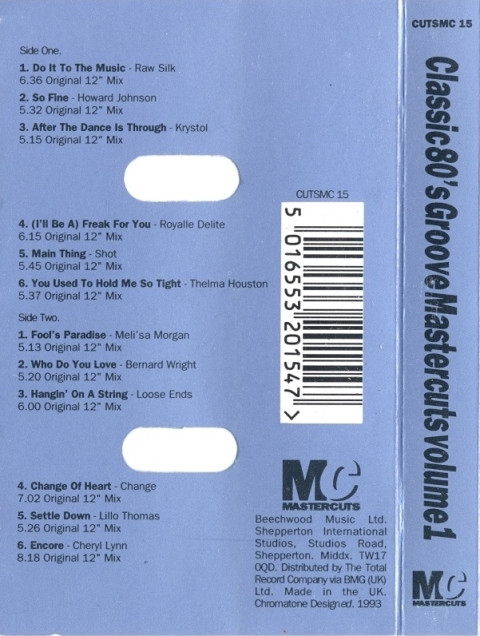 Side One.
1. Do It To The Music - Raw Silk
6.36 Original 12" Mix
2. So Fine - Howard Johnson
5.32 Original 12" Mix
3. After The Dance Is Through - Krystol
5.15 Original 12" Mix
4. (I'll Be A) Freak For You - Royalle Delite
6.15 Original 12" Mix
5. Main Thing - Shot
5.45 Original 12" Mix
6. You Used To Hold Me So Tight - Thelma Houston
5.37 Original 12" Mix
Side Two.
1. Fool's Paradise - Meli'sa Morgan
5.13 Original 12" Mix
2. Who Do You Love - Bernard Wright
5.20 Original 12" Mix
3. Hangin' On A String - Loose Ends
6.00 Original 12" Mix
4. Change Of Heart - Change
7.02 Original 12" Mix
5. Settle Down - Lillo Thomas
5.26 Original 12" Mix
6. Encore - Cheryl Lynn
8.18 Original 12" Mix
CUTSMC 15
5 016553 201547 >
MC
MASTERCUTS
Beechwood Music Ltd.
Shepperton International
Studios, Studios Road,
Shepperton. Middx. TW17
0QD. Distributed by The Total
Record Company via BMG (UK)
Ltd. Made in the UK.
Chromatone Designed. 1993
CUTSMC 15
Classic 80's Groove Mastercuts volume 1
MC
MASTERCUTS